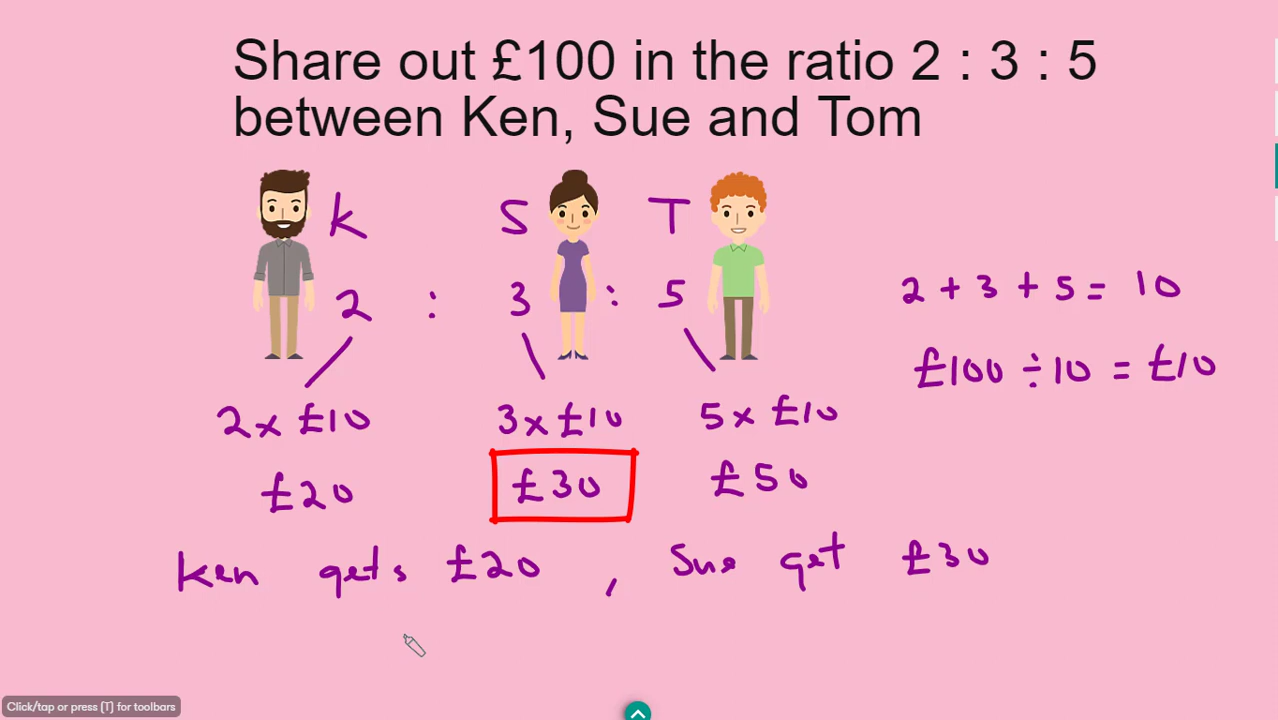 Share out £100 in the ratio 2 : 3 : 5
between Ken, Sue and Tom
K S T
2 : 3 : 5
2 + 3 + 5 = 10
£100 ÷ 10 = £10
2 x £10 3 x £10 5 x £10
£20 £30 £50
Ken gets £20 , Sue get £30
Click/tap or press (T) for toolbars